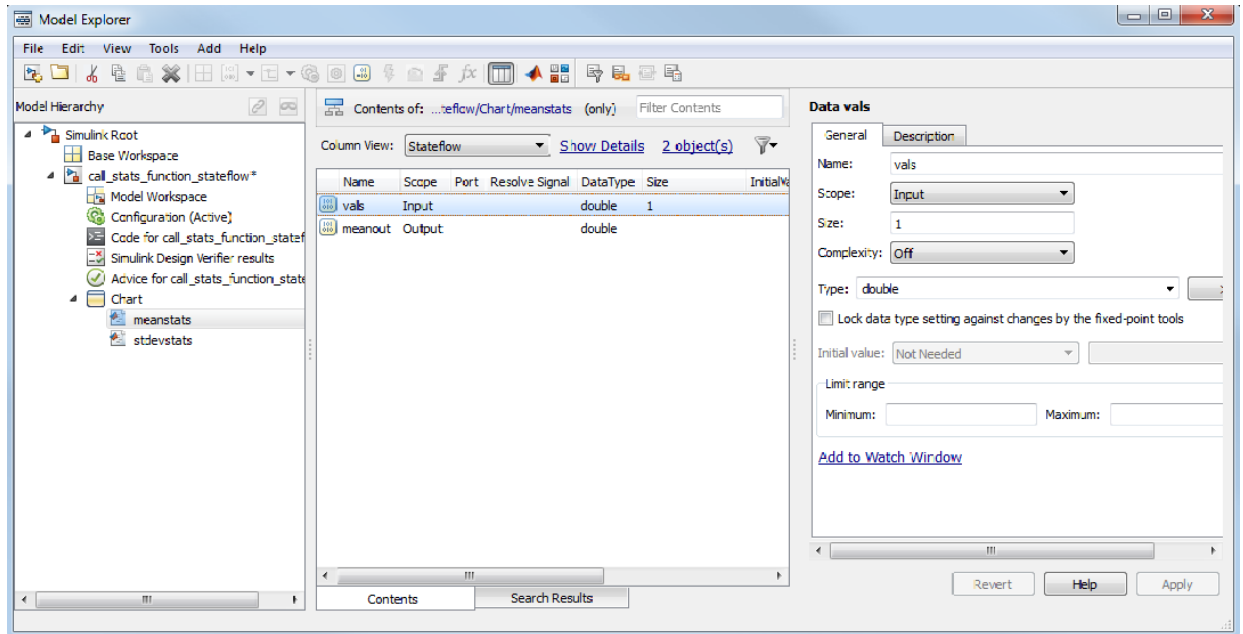 Model Explorer
File Edit View Tools Add Help
Model Hierarchy
Simulink Root
Base Workspace
call_stats_function_stateflow*
Model Workspace
Configuration (Active)
Code for call_stats_function_statef
Simulink Design Verifier results
Advice for call_stats_function_state
Chart
meanstats
stdevstats
Contents of: ...teflow/Chart/meanstats (only) Filter Contents
Column View: Stateflow Show Details 2 object(s)
Name Scope Port Resolve Signal DataType Size InitialVa
vals Input double 1
meanout Output double
Contents Search Results
Data vals
General Description
Name: vals
Scope: Input
Size: 1
Complexity: Off
Type: double
Lock data type setting against changes by the fixed-point tools
Initial value: Not Needed
Limit range
Minimum: Maximum:
Add to Watch Window
Revert Help Apply